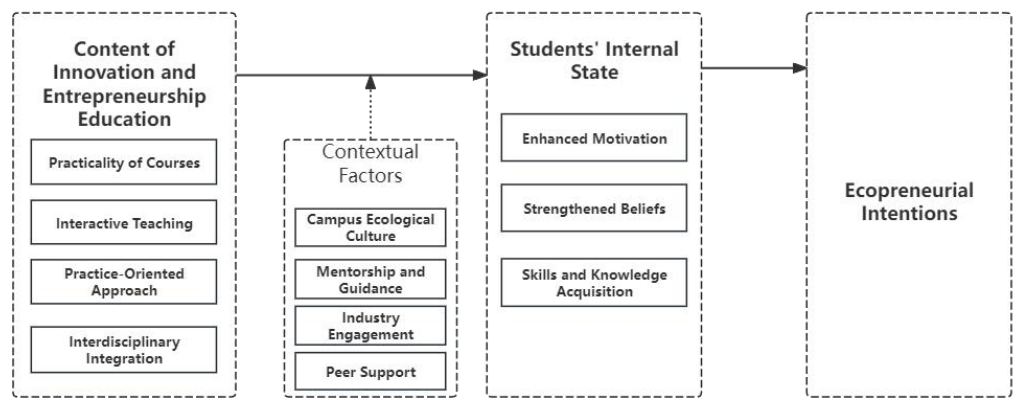 Content of
Innovation and
Entrepreneurship
Education
Practicality of Courses
Interactive Teaching
Practice-Oriented
Approach
Interdisciplinary
Integration
Contextual
Factors
Campus Ecological
Culture
Mentorship and
Guidance
Industry
Engagement
Peer Support
Students' Internal
State
Enhanced Motivation
Strengthened Beliefs
Skills and Knowledge
Acquisition
Ecopreneurial
Intentions